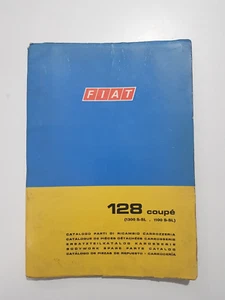 FIAT
128 coupé
(1300 S-SL - 1100 S-SL)
CATALOGO PARTI DI RICAMBIO CARROZZERIA
CATALOGUE DE PIÈCES DÉTACHÉES CARROSSERIE
ERSATZTEILKATALOG KAROSSERIE
BODYWORK SPARE PARTS CATALOG
CATÁLOGO DE PIEZAS DE REPUESTO - CARROCERÍA